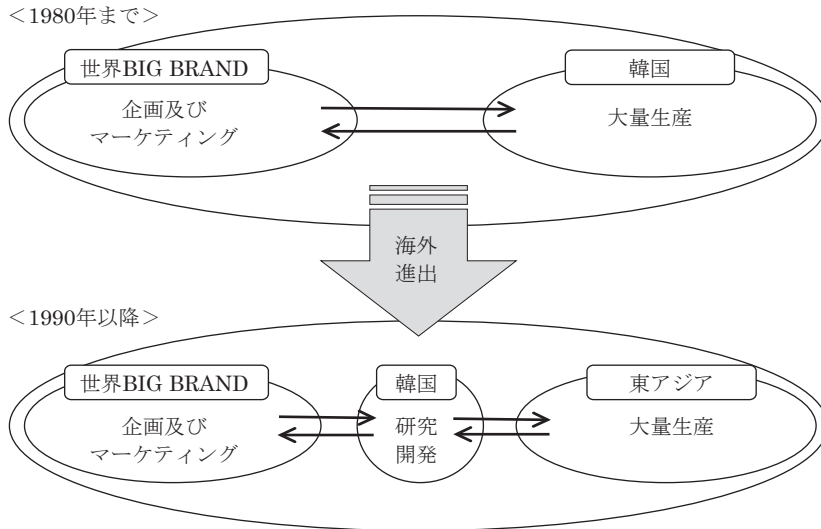 ＜1980年まで＞
世界BIG BRAND
企画及び
マーケティング
韓国
大量生産
海外
進出
＜1990年以降＞
世界BIG BRAND
企画及び
マーケティング
韓国
研究
開発
東アジア
大量生産